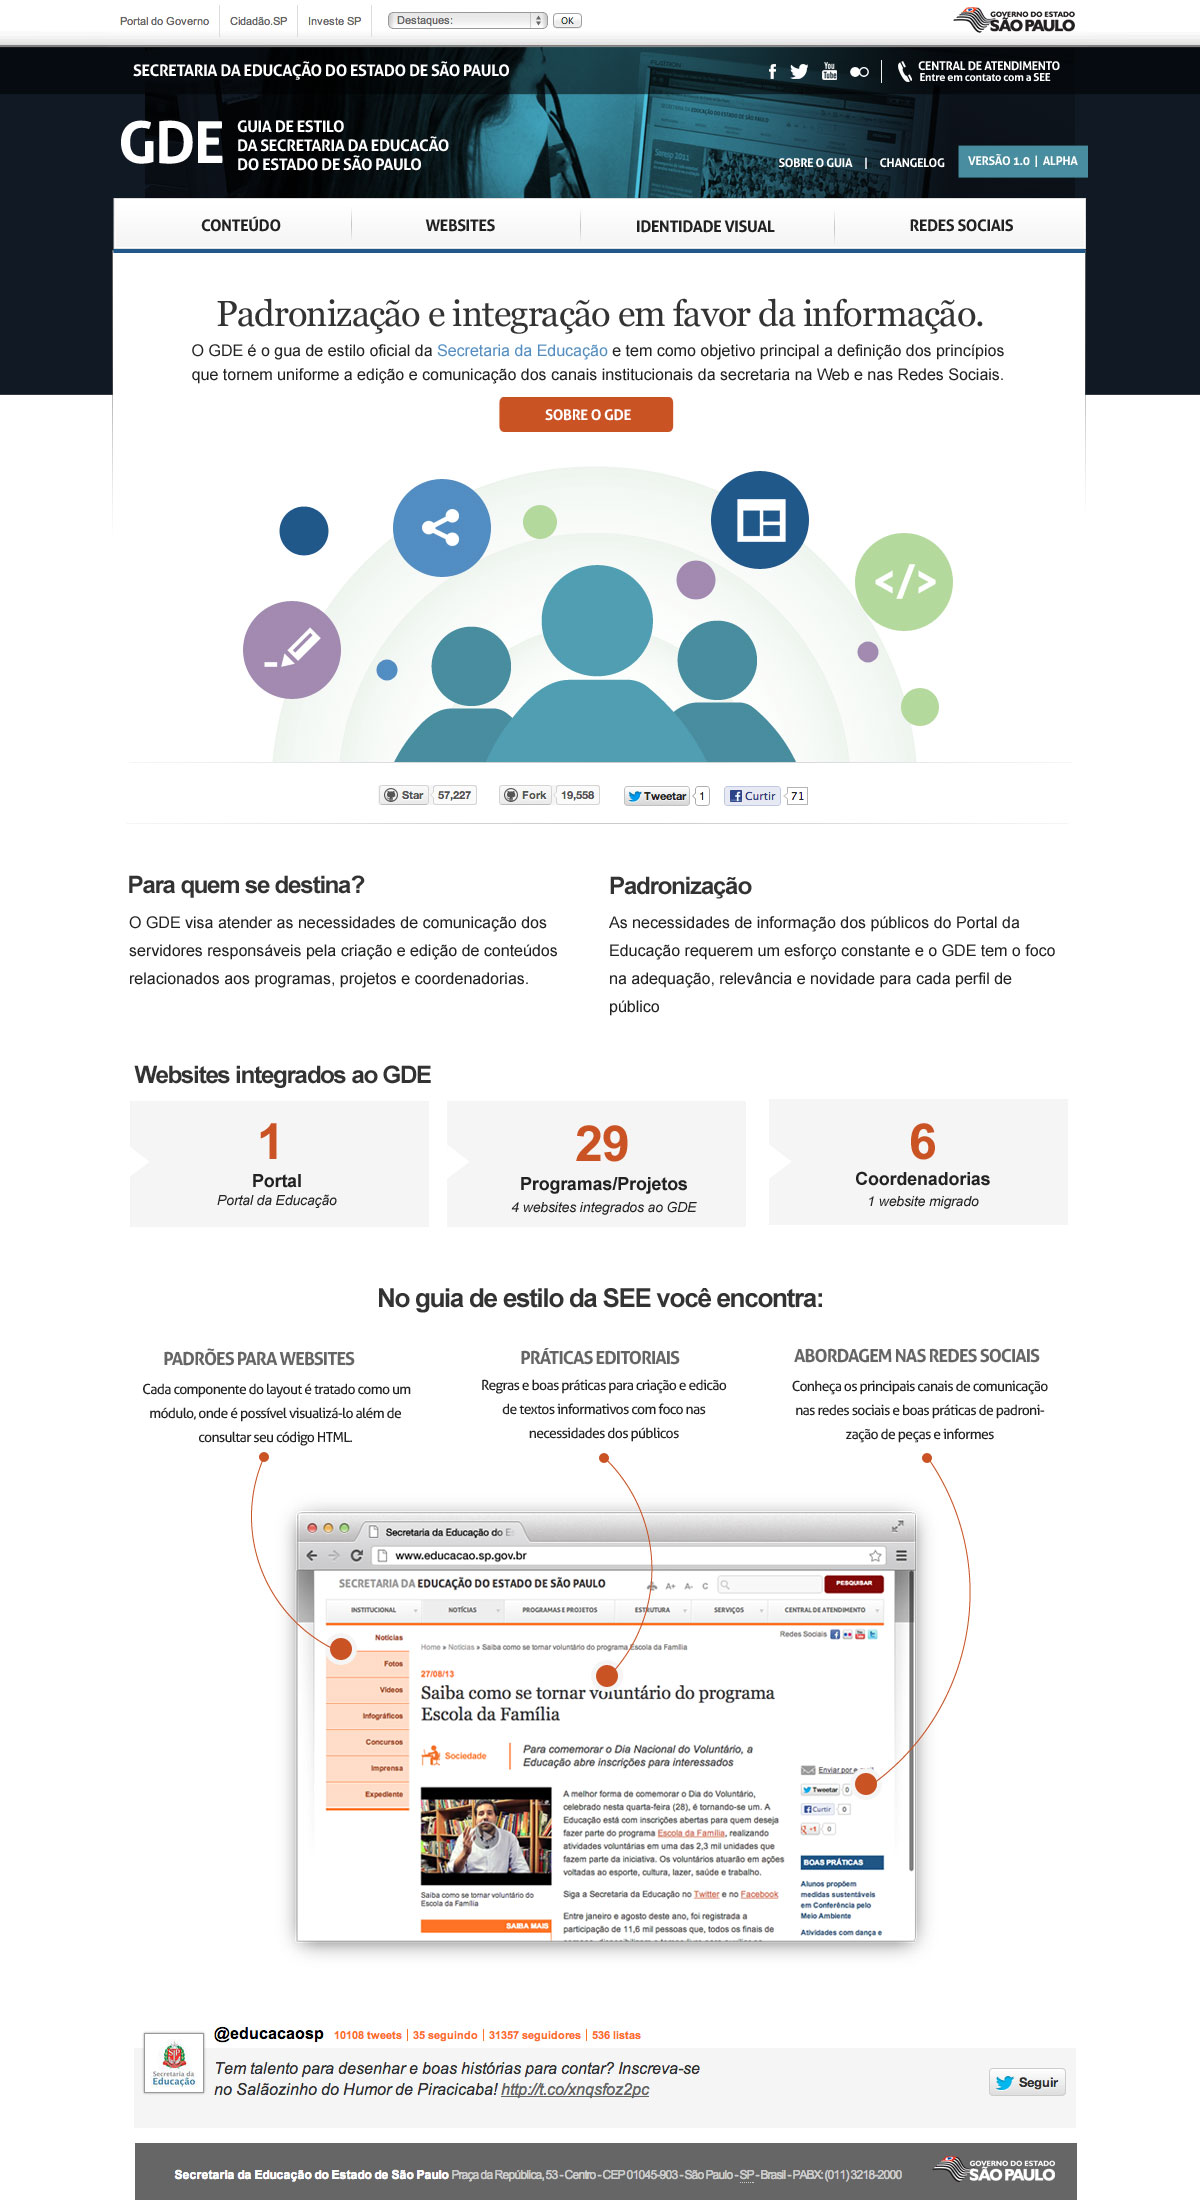 Portal do Governo
Cidadão.SP
Investe SP
Destaques:
OK
GOVERNO DO ESTADO
SÃO PAULO
SECRETARIA DA EDUCAÇÃO DO ESTADO DE SÃO PAULO
You
Tube
CENTRAL DE ATENDIMENTO
Entre em contato com a SEE
GDE
GUIA DE ESTILO
DA SECRETARIA DA EDUCACÃO
DO ESTADO DE SÃO PAULO
SOBRE O GUIA | CHANGELOG
VERSÃO 1.0 | ALPHA
CONTEÚDO
WEBSITES
IDENTIDADE VISUAL
REDES SOCIAIS
Padronização e integração em favor da informação.
O GDE é o gua de estilo oficial da Secretaria da Educação e tem como objetivo principal a definição dos princípios
que tornem uniforme a edição e comunicação dos canais institucionais da secretaria na Web e nas Redes Sociais.
SOBRE O GDE
</>
Star 57,227
Fork 19,558
Tweetar 1
Curtir 71
Para quem se destina?
O GDE visa atender as necessidades de comunicação dos
servidores responsáveis pela criação e edição de conteúdos
relacionados aos programas, projetos e coordenadorias.
Padronização
As necessidades de informação dos públicos do Portal da
Educação requerem um esforço constante e o GDE tem o foco
na adequação, relevância e novidade para cada perfil de
público
Websites integrados ao GDE
1
Portal
Portal da Educação
29
Programas/Projetos
4 websites integrados ao GDE
6
Coordenadorias
1 website migrado
No guia de estilo da SEE você encontra:
PADRÕES PARA WEBSITES
Cada componente do layout é tratado como um
módulo, onde é possível visualizá-lo além de
consultar seu código HTML.
PRÁTICAS EDITORIAIS
Regras e boas práticas para criação e edicão
de textos informativos com foco nas
necessidades dos públicos
ABORDAGEM NAS REDES SOCIAIS
Conheça os principais canais de comunicação
nas redes sociais e boas práticas de padroni-
zação de peças e informes
Secretaria da Educação do E
www.educacao.sp.gov.br
SECRETARIA DA EDUCAÇÃO DO ESTADO DE SÃO PAULO
A+ A- C
PESQUISAR
INSTITUCIONAL
NOTÍCIAS
PROGRAMAS E PROJETOS
ESTRUTURA
SERVIÇOS
CENTRAL DE ATENDIMENTO
Redes Sociais
Notícias
Fotos
Vídeos
Infográficos
Concursos
Imprensa
Expediente
Home » Notícias » Saiba como se tornar voluntário do programa Escola da Família
27/08/13
Saiba como se tornar voluntário do programa
Escola da Família
Sociedade
Para comemorar o Dia Nacional do Voluntário, a
Educação abre inscrições para interessados
A melhor forma de comemorar o Dia do Voluntário,
celebrado nesta quarta-feira (28), é tornando-se um. A
Educação está com inscrições abertas para quem deseja
fazer parte do programa Escola da Família, realizando
atividades voluntárias em uma das 2,3 mil unidades que
fazem parte da iniciativa. Os voluntários atuarão em ações
voltadas ao esporte, cultura, lazer, saúde e trabalho.
Siga a Secretaria da Educação no Twitter e no Facebook
Entre janeiro e agosto deste ano, foi registrada a
participação de 11,6 mil pessoas que, todos os finais de
Saiba como se tornar voluntário do
Escola da Família
SAIBA MAIS
Enviar por
Tweetar 0
Curtir 0
+1 0
BOAS PRÁTICAS
Alunos propõem
medidas sustentáveis
em Conferência pelo
Meio Ambiente
Atividades com dança e
@educacaosp 10108 tweets | 35 seguindo | 31357 seguidores | 536 listas
Secretaria da
Educação
Tem talento para desenhar e boas histórias para contar? Inscreva-se
no Salãozinho do Humor de Piracicaba! http://t.co/xnqsfoz2pc
Seguir
Secretaria da Educação do Estado de São Paulo Praça da República, 53 - Centro - CEP 01045-903 - São Paulo - SP - Brasil - PABX: (011) 3218-2000
GOVERNO DO ESTADO
SÃO PAULO